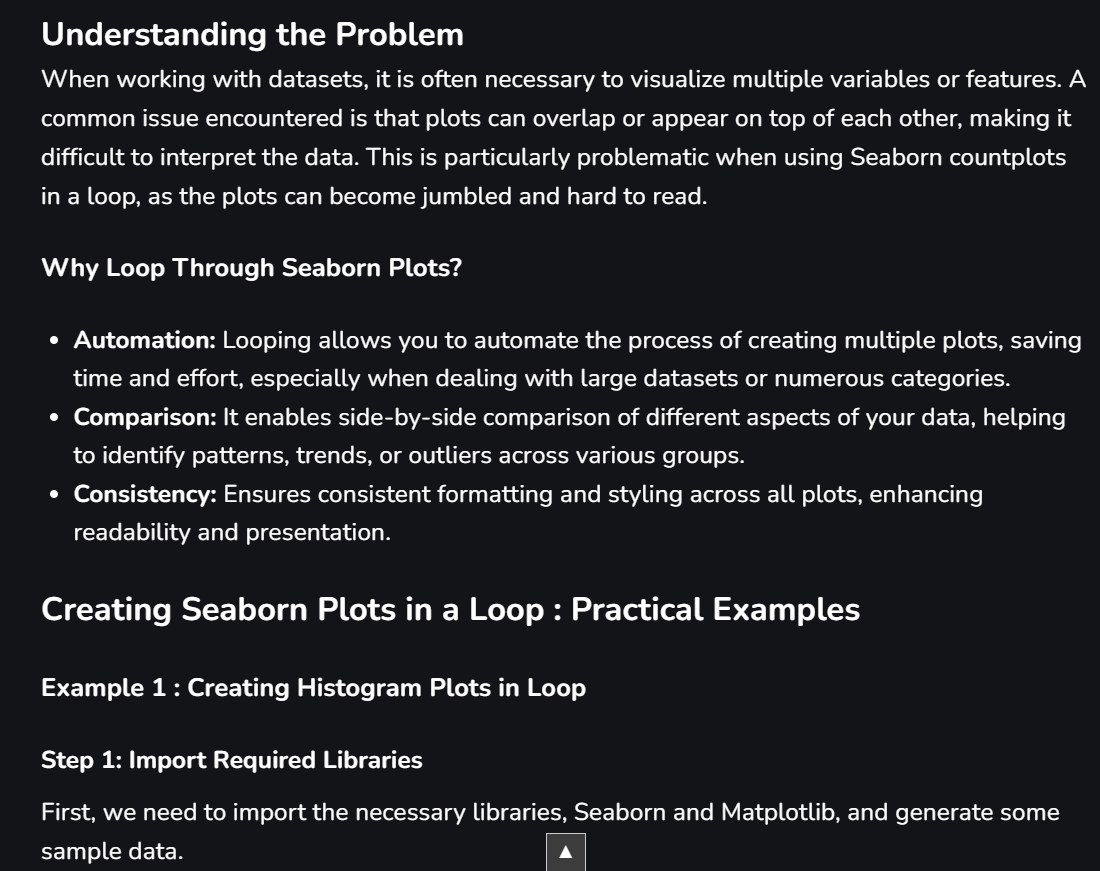 Understanding the Problem
When working with datasets, it is often necessary to visualize multiple variables or features. A
common issue encountered is that plots can overlap or appear on top of each other, making it
difficult to interpret the data. This is particularly problematic when using Seaborn countplots
in a loop, as the plots can become jumbled and hard to read.
Why Loop Through Seaborn Plots?
• Automation: Looping allows you to automate the process of creating multiple plots, saving
time and effort, especially when dealing with large datasets or numerous categories.
• Comparison: It enables side-by-side comparison of different aspects of your data, helping
to identify patterns, trends, or outliers across various groups.
• Consistency: Ensures consistent formatting and styling across all plots, enhancing
readability and presentation.
Creating Seaborn Plots in a Loop : Practical Examples
Example 1 : Creating Histogram Plots in Loop
Step 1: Import Required Libraries
First, we need to import the necessary libraries, Seaborn and Matplotlib, and generate some
sample data.